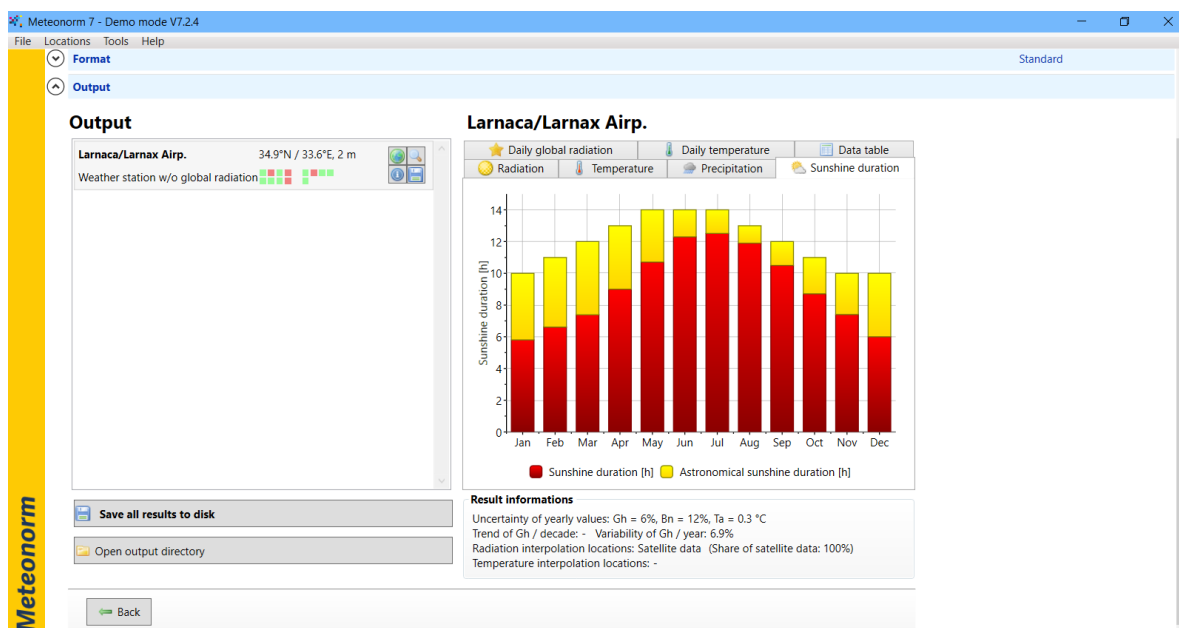 Meteonorm 7 - Demo mode V7.2.4
File Locations Tools Help
Format Standard
Output
Output
Larnaca/Larnax Airp. 34.9°N / 33.6°E, 2 m
Weather station w/o global radiation
Save all results to disk
Open output directory
Back
Meteonorm
Larnaca/Larnax Airp.
Daily global radiation Daily temperature Data table
Radiation Temperature Precipitation Sunshine duration
Sunshine duration [h]
14
12
10
8
6
4
2
0
Jan Feb Mar Apr May Jun Jul Aug Sep Oct Nov Dec
Sunshine duration [h] Astronomical sunshine duration [h]
Result informations
Uncertainty of yearly values: Gh = 6%, Bn = 12%, Ta = 0.3 °C
Trend of Gh / decade: - Variability of Gh / year: 6.9%
Radiation interpolation locations: Satellite data (Share of satellite data: 100%)
Temperature interpolation locations: -